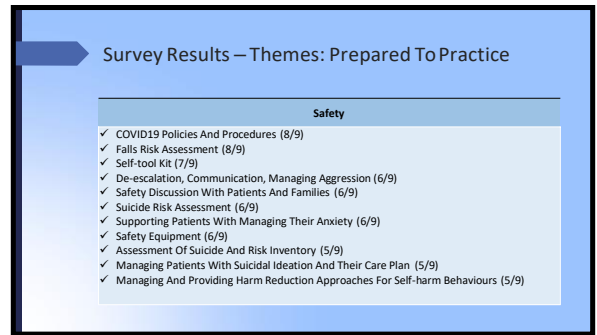 Survey Results – Themes: Prepared To Practice
Safety
✓ COVID19 Policies And Procedures (8/9)
✓ Falls Risk Assessment (8/9)
✓ Self-tool Kit (7/9)
✓ De-escalation, Communication, Managing Aggression (6/9)
✓ Safety Discussion With Patients And Families (6/9)
✓ Suicide Risk Assessment (6/9)
✓ Supporting Patients With Managing Their Anxiety (6/9)
✓ Safety Equipment (6/9)
✓ Assessment Of Suicide And Risk Inventory (5/9)
✓ Managing Patients With Suicidal Ideation And Their Care Plan (5/9)
✓ Managing And Providing Harm Reduction Approaches For Self-harm Behaviours (5/9)